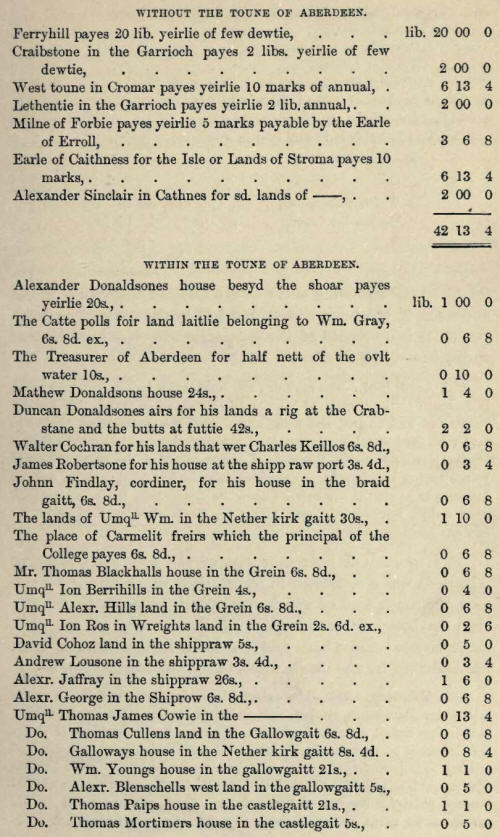 WITHOUT THE TOUNE OF ABERDEEN.
Ferryhill payes 20 lib. yeirlie of few dewtie, . . . lib. 20 00 0
Craibstone in the Garrioch payes 2 libs. yeirlie of few
dewtie, . . . . . . . . . 2 00 0
West toune in Cromar payes yeirlie 10 marks of annual, . 6 13 4
Lethentie in the Garrioch payes yeirlie 2 lib. annual, . . 2 00 0
Milne of Forbie payes yeirlie 5 marks payable by the Earle
of Erroll, . . . . . . . . 3 6 8
Earle of Caithness for the Isle or Lands of Stroma payes 10
marks, . . . . . . . . . 6 13 4
Alexander Sinclair in Cathnes for sd. lands of ——, . . 2 00 0
42 13 4
WITHIN THE TOUNE OF ABERDEEN.
Alexander Donaldsones house besyd the shoar payes
yeirlie 20s., . . . . . . . . lib. 1 00 0
The Catte polls foir land laitlie belonging to Wm. Gray,
6s. 8d. ex., . . . . . . . . 0 6 8
The Treasurer of Aberdeen for half nett of the ovlt
water 10s., . . . . . . . . 0 10 0
Mathew Donaldsons house 24s., . . . . . 1 4 0
Duncan Donaldsones airs for his lands a rig at the Crab-
stane and the butts at futtie 42s., . . . . 2 2 0
Walter Cochran for his lands that wer Charles Keillos 6s. 8d., 0 6 8
James Robertsone for his house at the shipp raw port 3s. 4d., 0 3 4
Johnn Findlay, cordiner, for his house in the braid
gaitt, 6s. 8d., . . . . . . . 0 6 8
The lands of Umqll. Wm. in the Nether kirk gaitt 30s., . 1 10 0
The place of Carmelit freirs which the principal of the
College payes 6s. 8d., . . . . . . 0 6 8
Mr. Thomas Blackhalls house in the Grein 6s. 8d., . . 0 6 8
Umqll. Ion Berrihills in the Grein 4s., . . . . 0 4 0
Umqll. Alexr. Hills land in the Grein 6s. 8d., . . . 0 6 8
Umqll. Ion Ros in Wreights land in the Grein 2s. 6d. ex., 0 2 6
David Cohoz land in the shippraw 5s., . . . . 0 5 0
Andrew Lousone in the shippraw 3s. 4d., . . . . 0 3 4
Alexr. Jaffray in the shippraw 26s., . . . . . 1 6 0
Alexr. George in the Shiprow 6s. 8d., . . . . . 0 6 8
Umqll. Thomas James Cowie in the ———— . . . 0 13 4
Do. Thomas Cullens land in the Gallowgait 6s. 8d., . 0 6 8
Do. Galloways house in the Nether kirk gaitt 8s. 4d. . 0 8 4
Do. Wm. Youngs house in the gallowgaitt 21s., . . 1 1 0
Do. Alexr. Blenschells west land in the gallowgaitt 5s., 0 5 0
Do. Thomas Paips house in the castlegaitt 21s., . . 1 1 0
Do. Thomas Mortimers house in the castlegait 5s., . 0 5 0